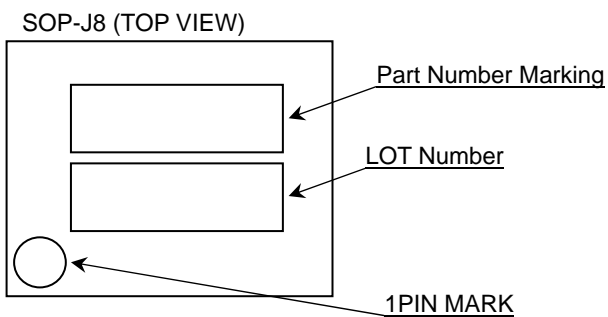 SOP-J8 (TOP VIEW)
Part Number Marking
LOT Number
1PIN MARK